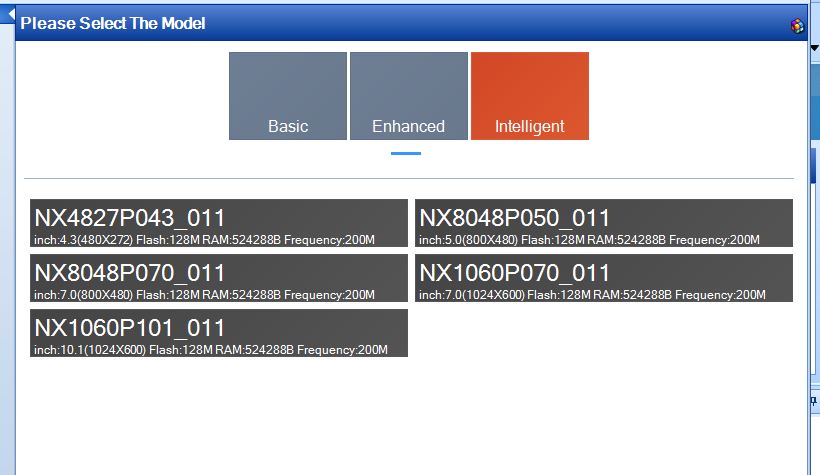 Please Select The Model
Basic
Enhanced
Intelligent
NX4827P043_011
inch:4.3(480X272) Flash:128M RAM:524288B Frequency:200M
NX8048P050_011
inch:5.0(800X480) Flash:128M RAM:524288B Frequency:200M
NX8048P070_011
inch:7.0(800X480) Flash:128M RAM:524288B Frequency:200M
NX1060P070_011
inch:7.0(1024X600) Flash:128M RAM:524288B Frequency:200M
NX1060P101_011
inch:10.1(1024X600) Flash:128M RAM:524288B Frequency:200M